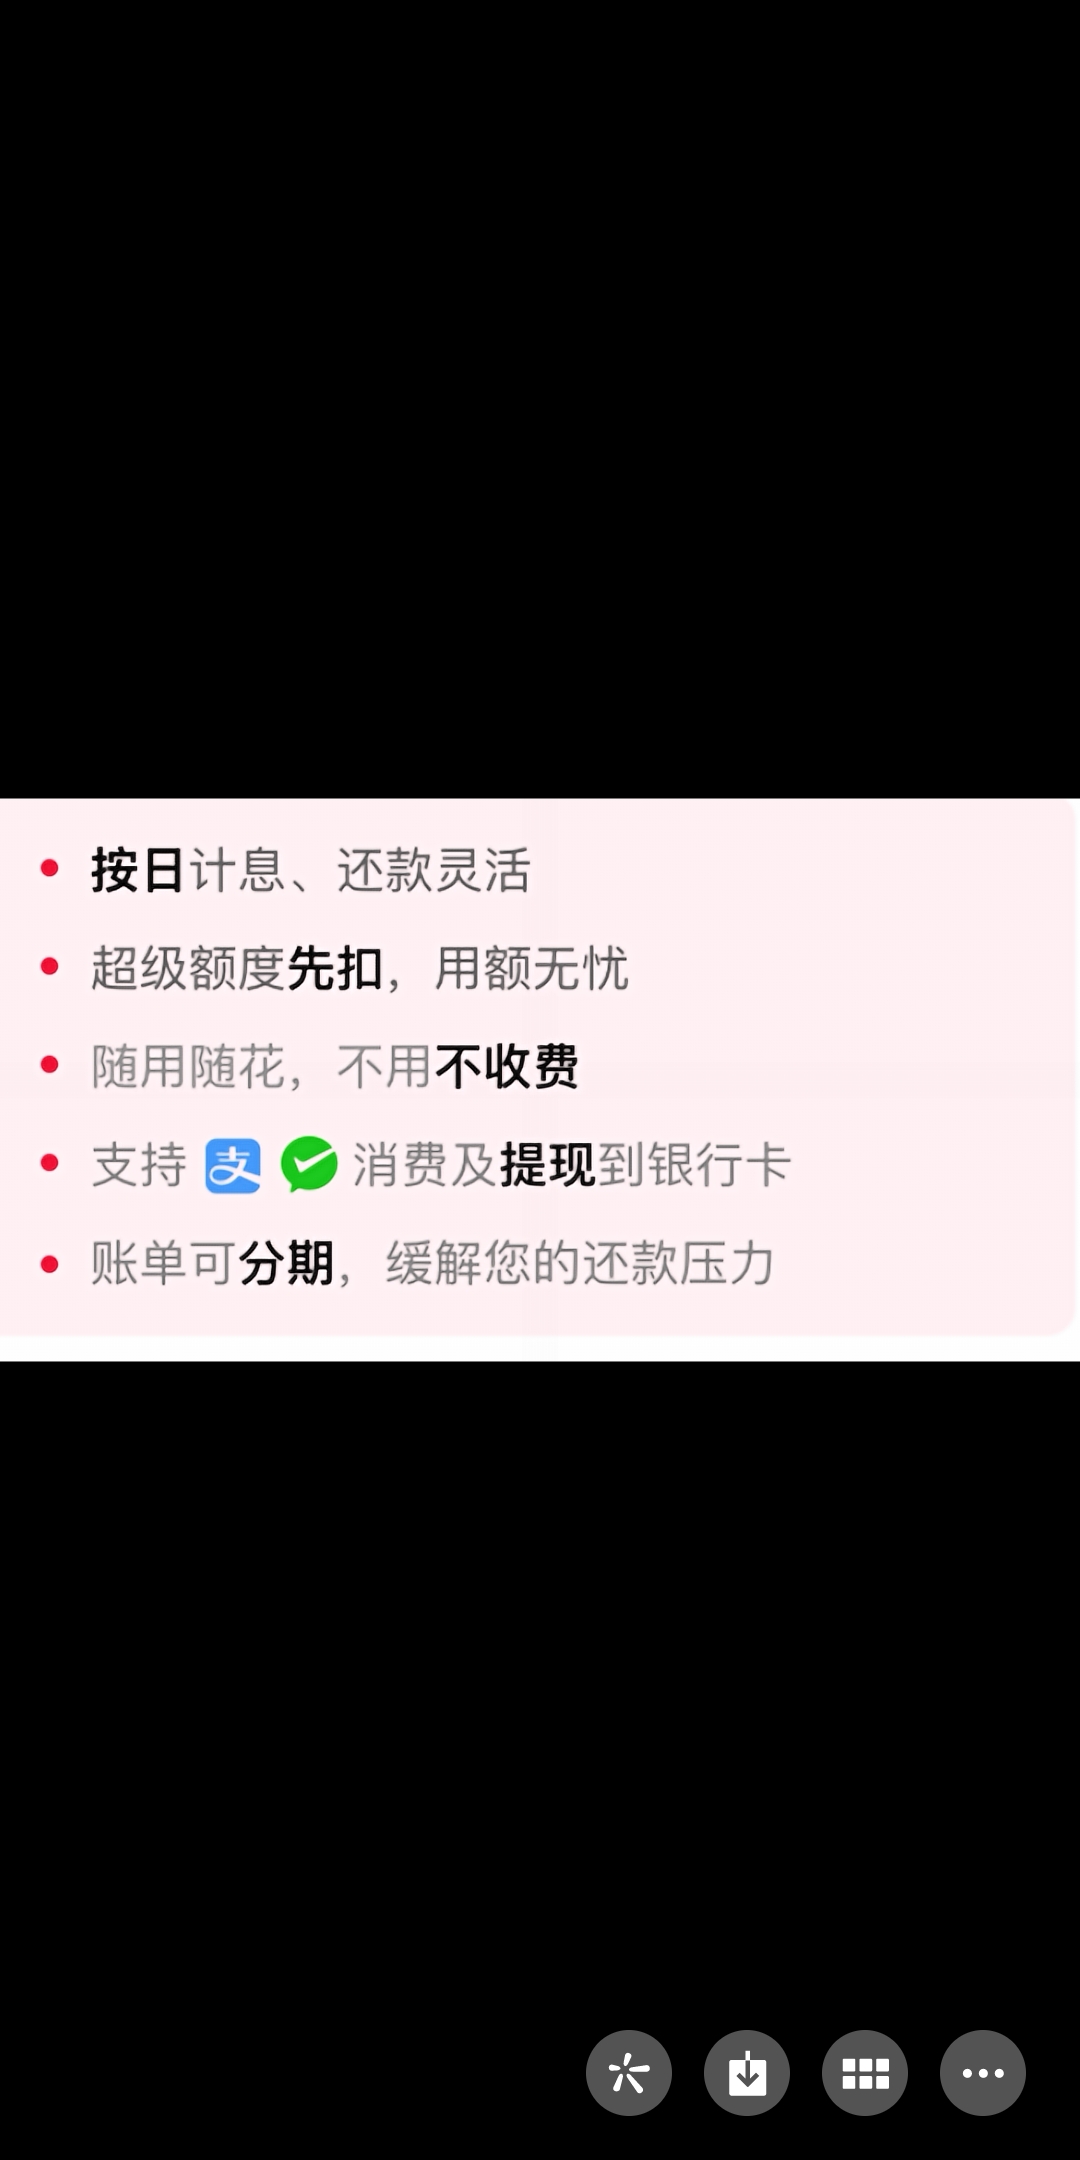 按日计息、还款灵活
超级额度先扣，用额无忧
随用随花，不用不收费
支持 支 消费及提现到银行卡
账单可分期，缓解您的还款压力